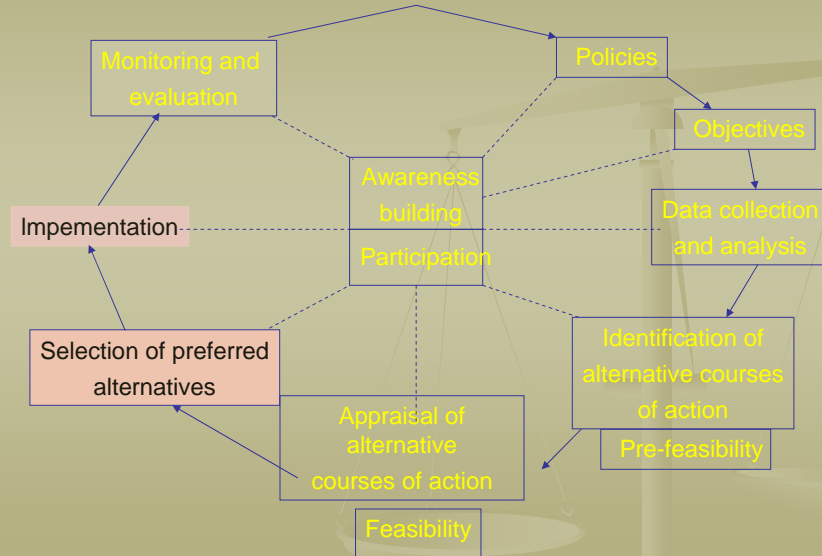 Monitoring and
evaluation
Policies
Objectives
Awareness
building
Participation
Data collection
and analysis
Impementation
Identification of
alternative courses
of action
Pre-feasibility
Selection of preferred
alternatives
Appraisal of
alternative
courses of action
Feasibility